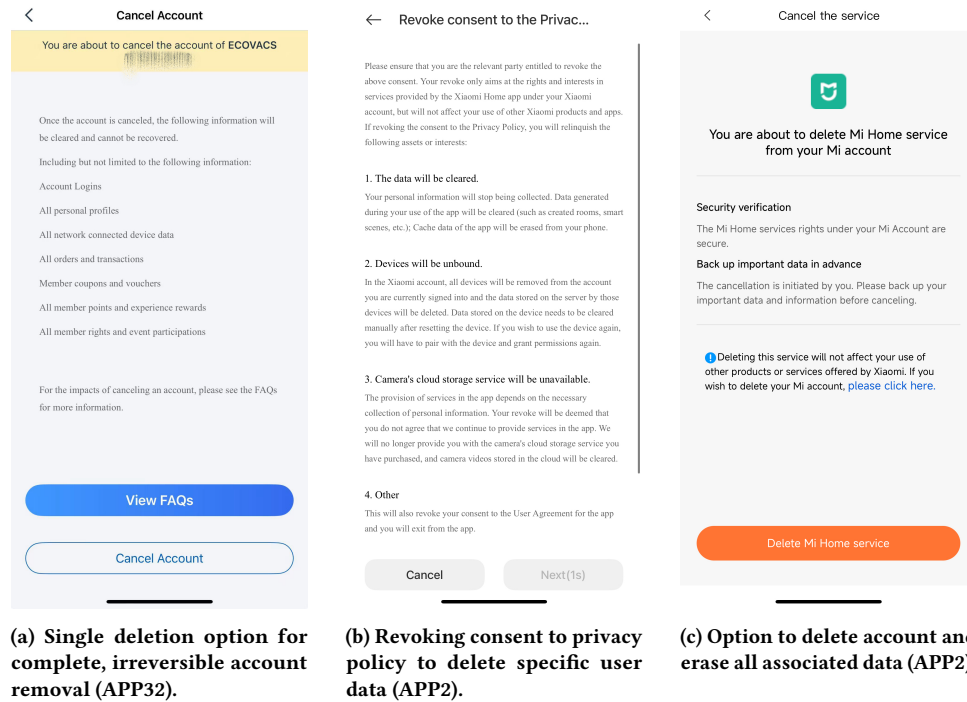 Cancel Account
You are about to cancel the account of ECOVACS
Once the account is canceled, the following information will
be cleared and cannot be recovered.
Including but not limited to the following information:
Account Logins
All personal profiles
All network connected device data
All orders and transactions
Member coupons and vouchers
All member points and experience rewards
All member rights and event participations
For the impacts of canceling an account, please see the FAQs
for more information.
View FAQs
Cancel Account
(a) Single deletion option for
complete, irreversible account
removal (APP32).
Revoke consent to the Privac...
Please ensure that you are the relevant party entitled to revoke the
above consent. Your revoke only aims at the rights and interests in
services provided by the Xiaomi Home app under your Xiaomi
account, but will not affect your use of other Xiaomi products and apps.
If revoking the consent to the Privacy Policy, you will relinquish the
following assets or interests:
1. The data will be cleared.
Your personal information will stop being collected. Data generated
during your use of the app will be cleared (such as created rooms, smart
scenes, etc.); Cache data of the app will be erased from your phone.
2. Devices will be unbound.
In the Xiaomi account, all devices will be removed from the account
you are currently signed into and the data stored on the server by those
devices will be deleted. Data stored on the device needs to be cleared
manually after resetting the device. If you wish to use the device again,
you will have to pair with the device and grant permissions again.
3. Camera's cloud storage service will be unavailable.
The provision of services in the app depends on the necessary
collection of personal information. Your revoke will be deemed that
you do not agree that we continue to provide services in the app. We
will no longer provide you with the camera's cloud storage service you
have purchased, and camera videos stored in the cloud will be cleared.
4. Other
This will also revoke your consent to the User Agreement for the app
and you will exit from the app.
Cancel
Next(1s)
(b) Revoking consent to privacy
policy to delete specific user
data (APP2).
Cancel the service
You are about to delete Mi Home service
from your Mi account
Security verification
The Mi Home services rights under your Mi Account are
secure.
Back up important data in advance
The cancellation is initiated by you. Please back up your
important data and information before canceling.
Deleting this service will not affect your use of
other products or services offered by Xiaomi. If you
wish to delete your Mi account, please click here.
Delete Mi Home service
(c) Option to delete account and
erase all associated data (APP2)